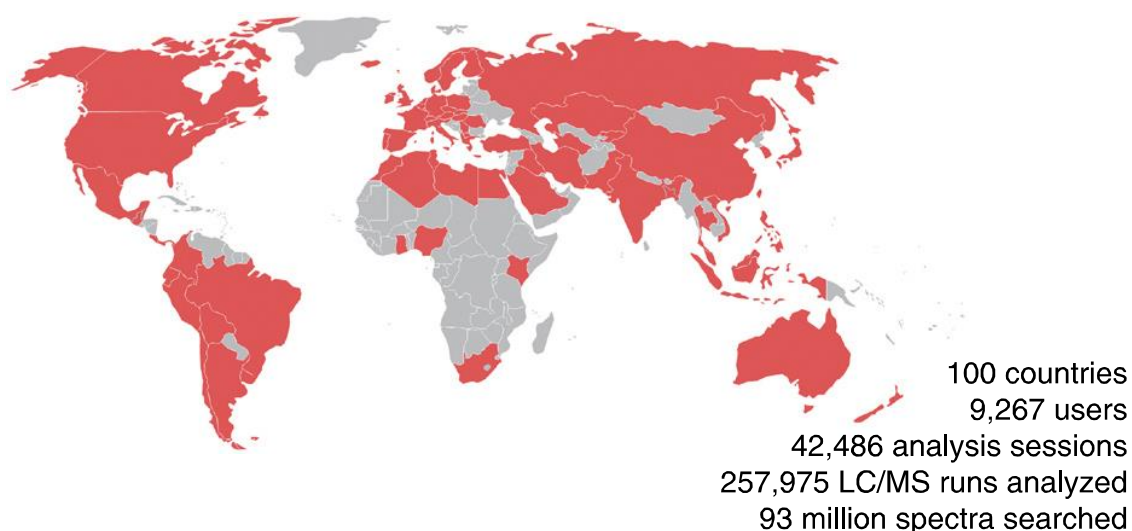 100 countries
9,267 users
42,486 analysis sessions
257,975 LC/MS runs analyzed
93 million spectra searched